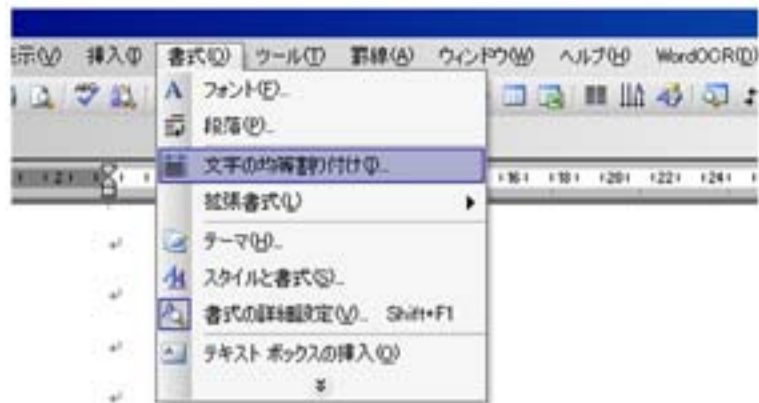 示(V) 挿入(I) 書式(O) ツール(T) 罫線(A) ウィンドウ(W) ヘルプ(H) WordOCR(D)
フォント(F)...
段落(P)...
文字の均等割り付け(I)...
拡張書式(L)
テーマ(H)...
スタイルと書式(S)...
書式の詳細設定(V)... Shift+F1
テキスト ボックスの挿入(Q)